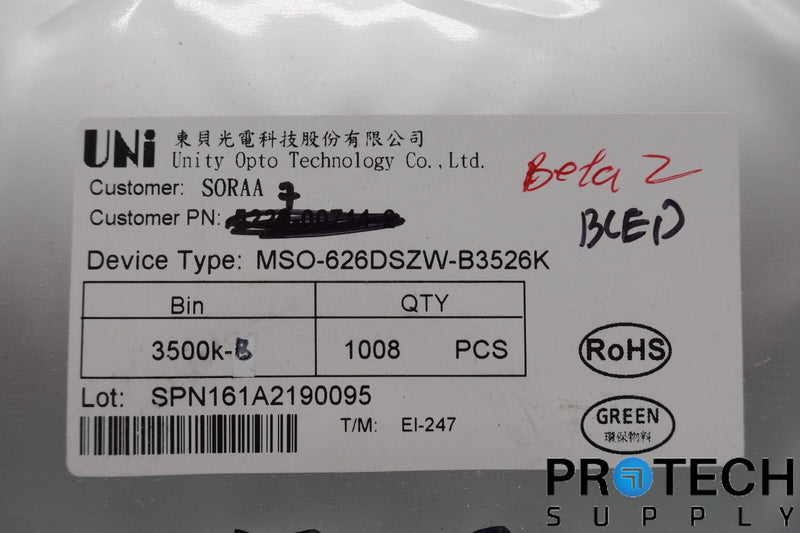 UNi 東貝光電科技股份有限公司
Unity Opto Technology Co.,Ltd.
Beta 2
Customer: SORAA
Customer PN:
BLED
Device Type: MSO-626DSZW-B3526K
Bin QTY
3500k-B 1008 PCS
RoHS
Lot: SPN161A2190095
T/M: EI-247
GREEN
環保物料
PROTECH
SUPPLY